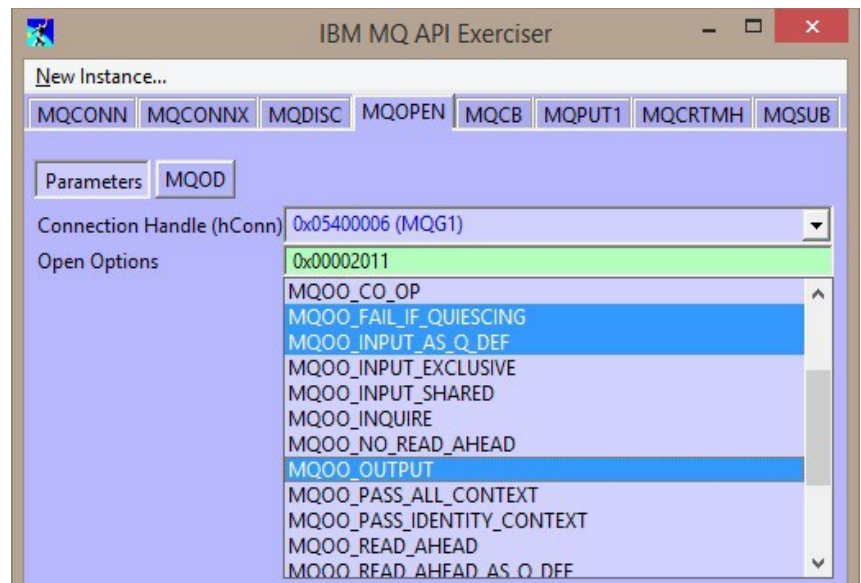 IBM MQ API Exerciser
New Instance...
MQCONN MQCONNX MQDISC MQOPEN MQCB MQPUT1 MQCRTMH MQSUB
Parameters MQOD
Connection Handle (hConn) 0x05400006 (MQG1)
Open Options 0x00002011
MQOO_CO_OP
MQOO_FAIL_IF_QUIESCING
MQOO_INPUT_AS_Q_DEF
MQOO_INPUT_EXCLUSIVE
MQOO_INPUT_SHARED
MQOO_INQUIRE
MQOO_NO_READ_AHEAD
MQOO_OUTPUT
MQOO_PASS_ALL_CONTEXT
MQOO_PASS_IDENTITY_CONTEXT
MQOO_READ_AHEAD
MQOO_READ_AHEAD_AS_Q_DEF